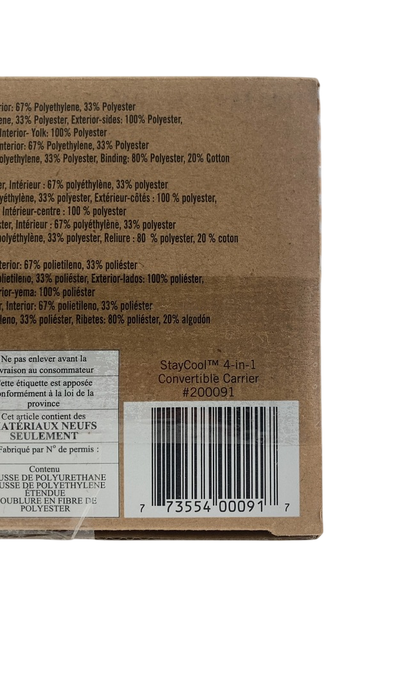 rior: 67% Polyethylene, 33% Polyester
ene, 33% Polyester, Exterior-sides: 100% Polyester,
Interior- Yolk: 100% Polyester
, Interior: 67% Polyethylene, 33% Polyester
olyethylene, 33% Polyester, Binding: 80% Polyester, 20% Cotton
er, Intérieur : 67% polyéthylène, 33% polyester
yéthylène, 33% polyester, Extérieur-côtés : 100 % polyester,
Intérieur-centre : 100 % polyester
ster, Intérieur : 67% polyéthylène, 33% polyester
polyéthylène, 33% polyester, Reliure : 80 % polyester, 20 % coton
terior: 67% polietileno, 33% poliéster
olietileno, 33% poliéster, Exterior-lados: 100% poliéster,
rior-yema: 100% poliéster
r, Interior: 67% polietileno, 33% poliéster
leno, 33% poliéster, Ribetes: 80% poliéster, 20% algodón
Ne pas enlever avant la
vraison au consommateur
ette étiquette est apposée
onformément à la loi de la
province
Cet article contient des
MATÉRIAUX NEUFS
SEULEMENT
Fabriqué par N° de permis :
Contenu
USSE DE POLYURETHANE
USSE DE POLYETHYLENE
ÉTENDUE
OUBLURE EN FIBRE DE
POLYESTER
StayCool™ 4-in-1
Convertible Carrier
#200091
7 73554 00091 7